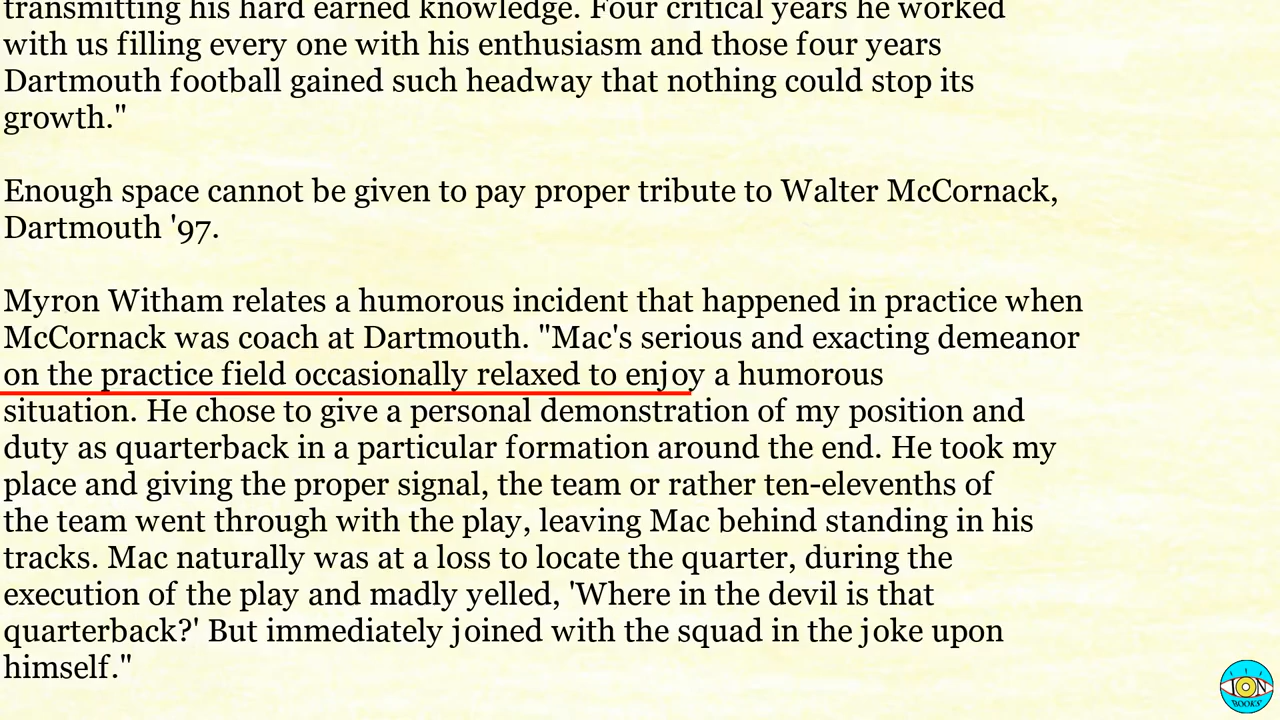 transmitting his hard earned knowledge. Four critical years he worked
with us filling every one with his enthusiasm and those four years
Dartmouth football gained such headway that nothing could stop its
growth."
Enough space cannot be given to pay proper tribute to Walter McCornack,
Dartmouth '97.
Myron Witham relates a humorous incident that happened in practice when
McCornack was coach at Dartmouth. "Mac's serious and exacting demeanor
on the practice field occasionally relaxed to enjoy a humorous
situation. He chose to give a personal demonstration of my position and
duty as quarterback in a particular formation around the end. He took my
place and giving the proper signal, the team or rather ten-elevenths of
the team went through with the play, leaving Mac behind standing in his
tracks. Mac naturally was at a loss to locate the quarter, during the
execution of the play and madly yelled, 'Where in the devil is that
quarterback?' But immediately joined with the squad in the joke upon
himself."
ION
BOOKS